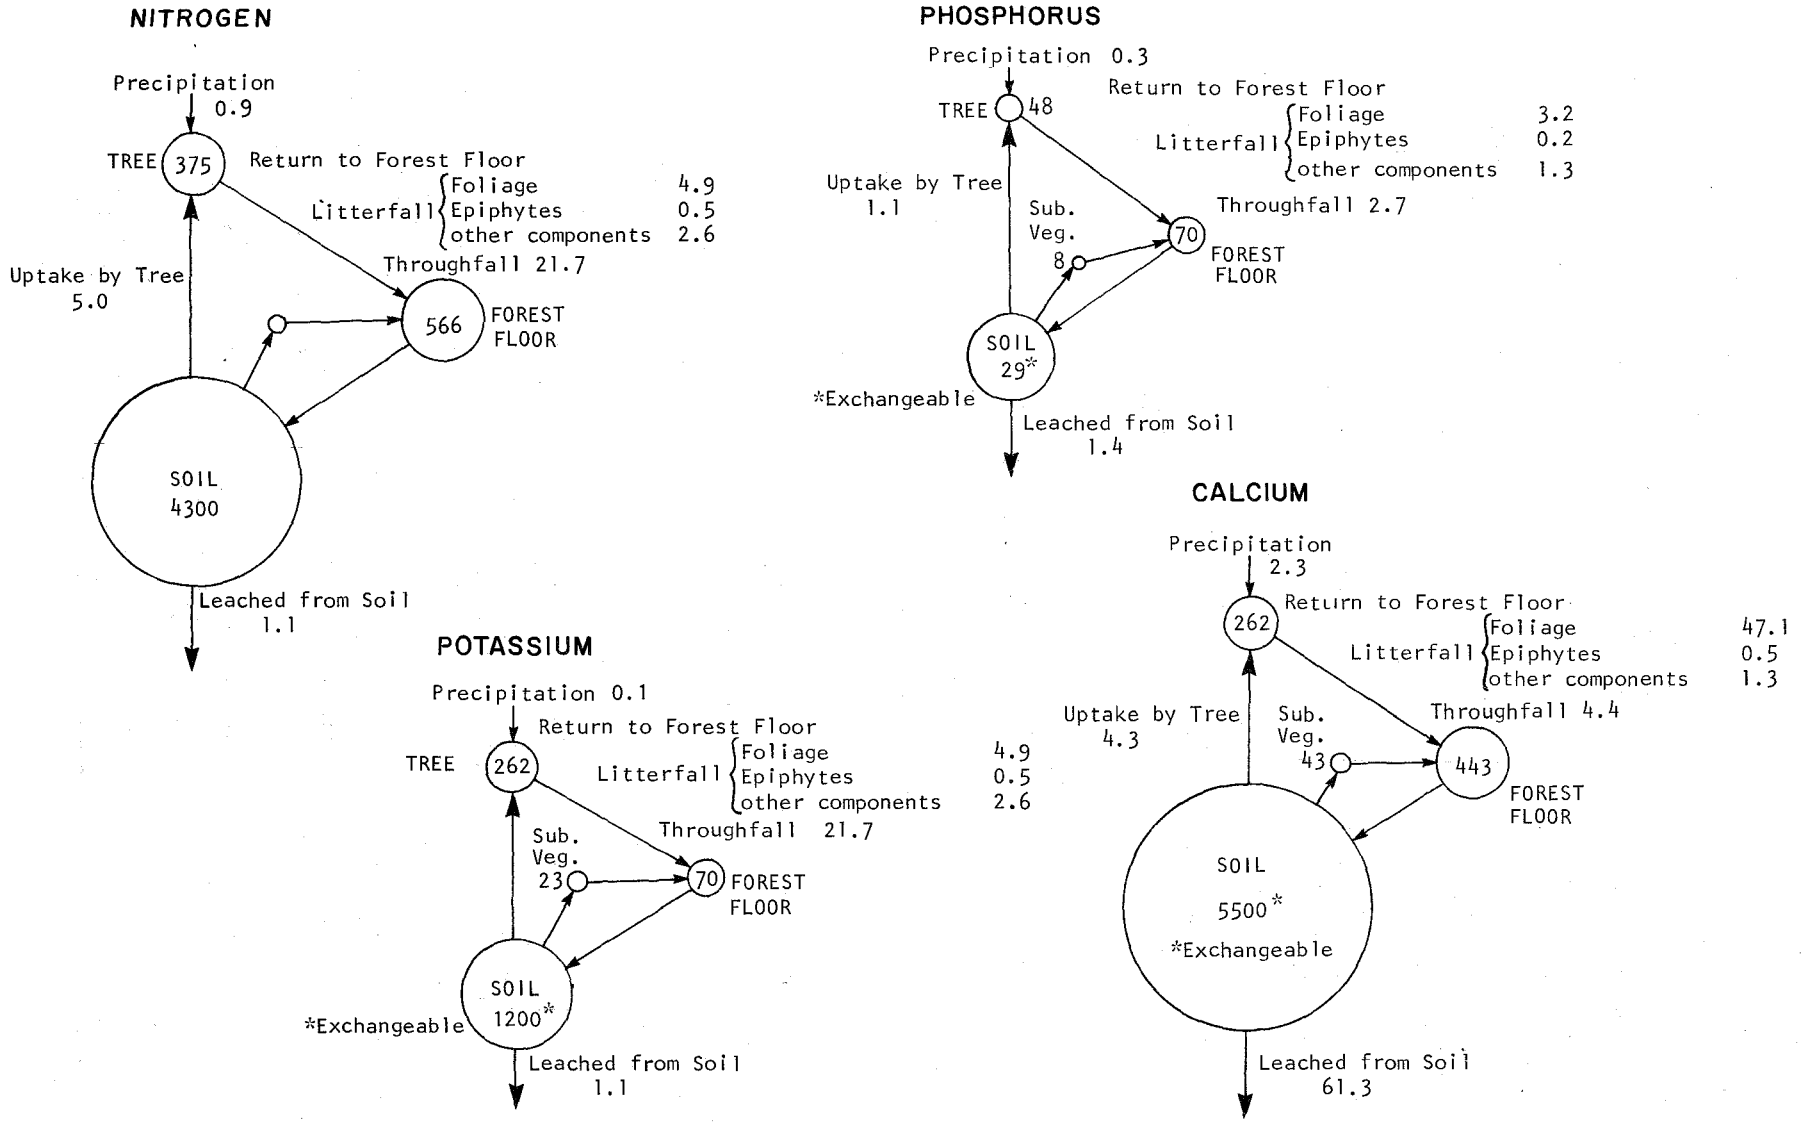 NITROGEN
Precipitation
0.9
TREE 375
Return to Forest Floor
Litterfall
Foliage 4.9
Epiphytes 0.5
other components 2.6
Throughfall 21.7
Uptake by Tree
5.0
566
FOREST
FLOOR
SOIL
4300
Leached from Soil
1.1
PHOSPHORUS
Precipitation 0.3
TREE 48
Return to Forest Floor
Litterfall
Foliage 3.2
Epiphytes 0.2
other components 1.3
Throughfall 2.7
Uptake by Tree
1.1
Sub.
Veg.
8
70
FOREST
FLOOR
SOIL
29*
*Exchangeable
Leached from Soil
1.4
POTASSIUM
Precipitation 0.1
TREE 262
Return to Forest Floor
Litterfall
Foliage 4.9
Epiphytes 0.5
other components 2.6
Throughfall 21.7
Sub.
Veg.
23
70 FOREST
FLOOR
SOIL
1200*
*Exchangeable
Leached from Soil
1.1
CALCIUM
Precipitation
2.3
262
Return to Forest Floor
Litterfall
Foliage 47.1
Epiphytes 0.5
other components 1.3
Throughfall 4.4
Uptake by Tree
4.3
Sub.
Veg.
43
443
FOREST
FLOOR
SOIL
5500*
*Exchangeable
Leached from Soil
61.3